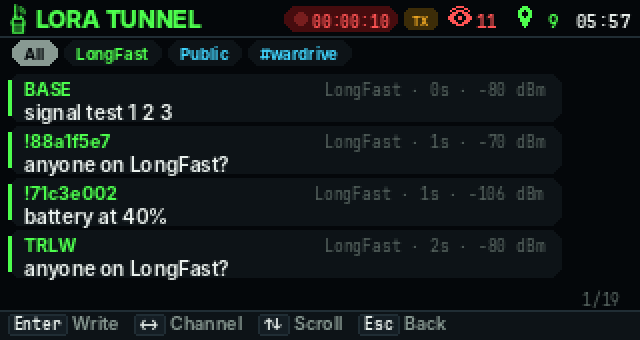 LORA TUNNEL 00:00:10 TX 11 9 05:57
All LongFast Public #wardrive
BASE LongFast · 0s · -80 dBm
signal test 1 2 3
!88a1f5e7 LongFast · 1s · -70 dBm
anyone on LongFast?
!71c3e002 LongFast · 1s · -106 dBm
battery at 40%
TRLW LongFast · 2s · -80 dBm
anyone on LongFast?
1/19
Enter Write ↔ Channel ↑↓ Scroll Esc Back